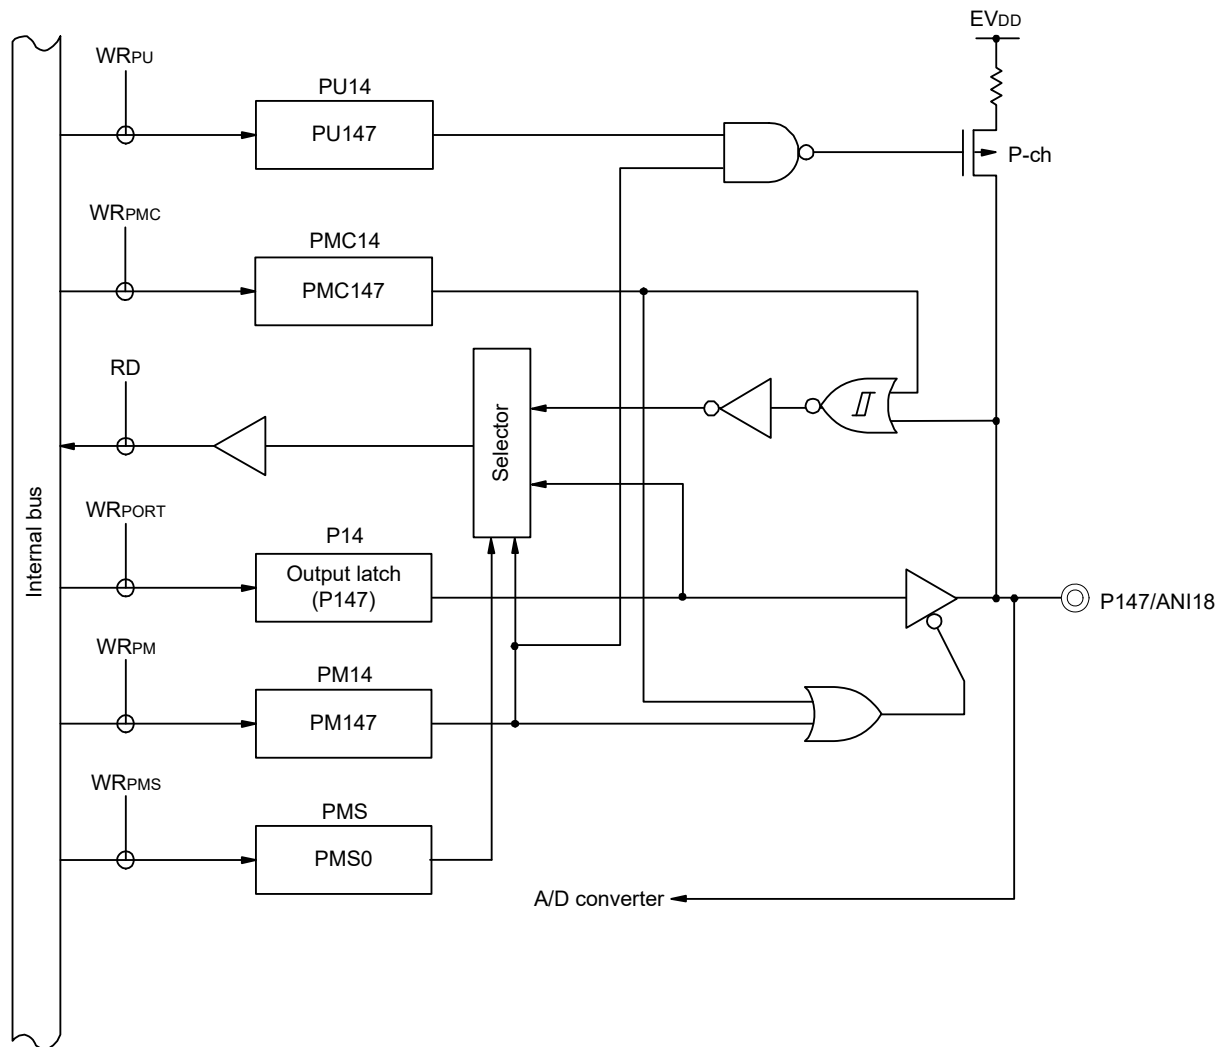 EVDD
WRPU
PU14
PU147
P-ch
WRPMC
PMC14
PMC147
RD
Selector
WRPORT
P14
Output latch
(P147)
Internal bus
P147/ANI18
WRPM
PM14
PM147
WRPMS
PMS
PMS0
A/D converter